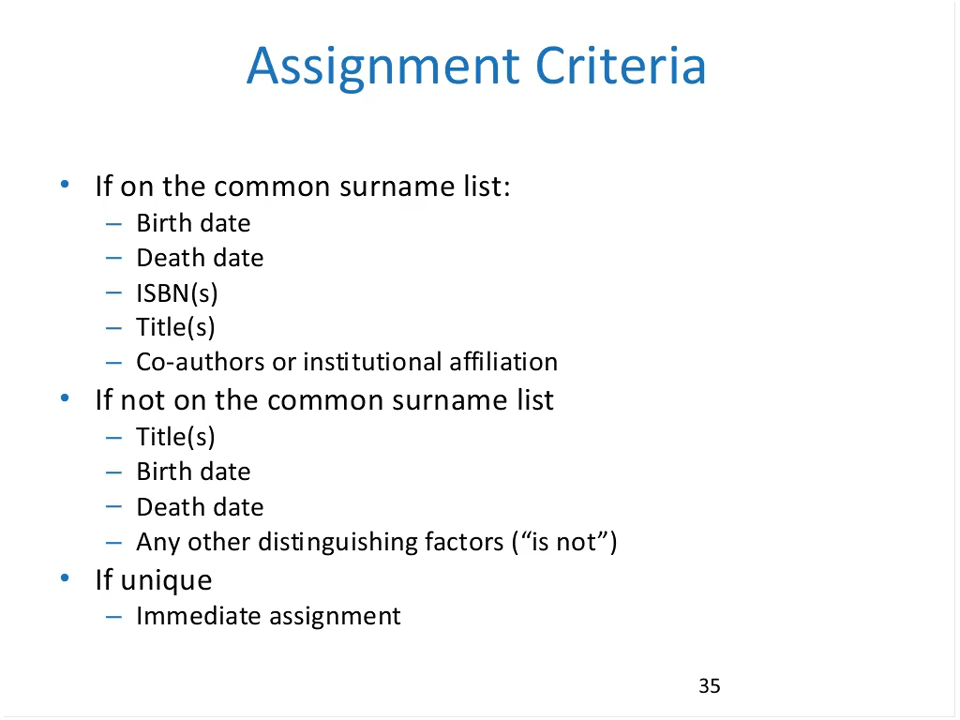 Assignment Criteria
• If on the common surname list:
– Birth date
– Death date
– ISBN(s)
– Title(s)
– Co-authors or institutional affiliation
• If not on the common surname list
– Title(s)
– Birth date
– Death date
– Any other distinguishing factors (“is not”)
• If unique
– Immediate assignment
35